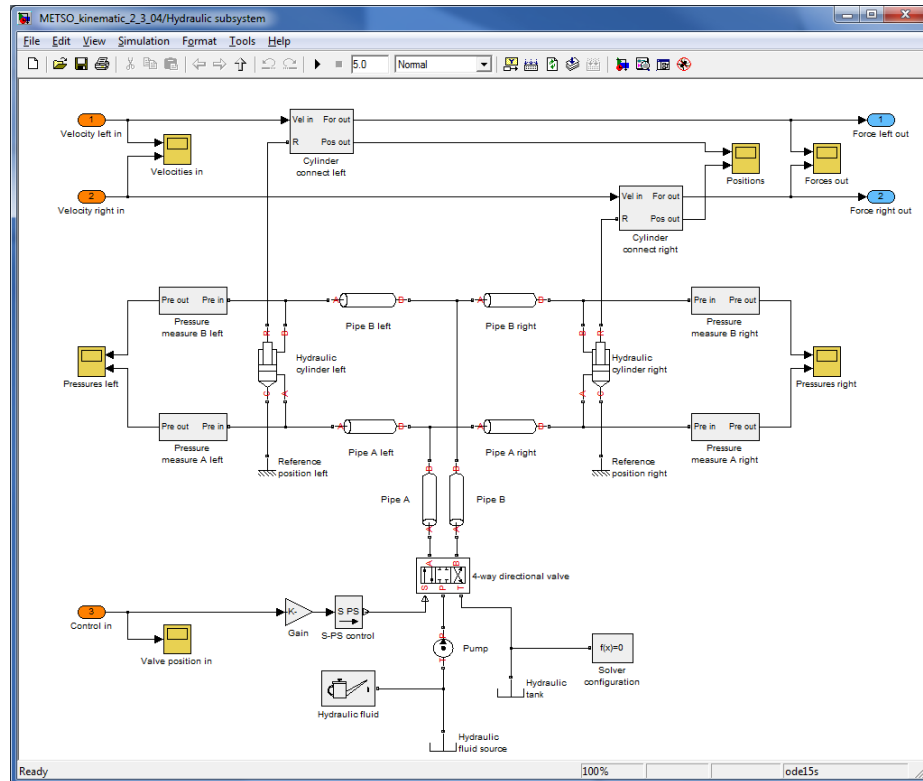 METSO_kinematic_2_3_04/Hydraulic subsystem
File Edit View Simulation Format Tools Help
5.0 Normal
1
Velocity left in
Velocities in
Vel in For out
R Pos out
Cylinder
connect left
1
Force left out
Positions
Forces out
2
Velocity right in
Vel in For out
R Pos out
Cylinder
connect right
2
Force right out
Pre out Pre in
Pressure
measure B left
A B
Pipe B left
A B
Pipe B right
Pre in Pre out
Pressure
measure B right
Pressures left
R B
C A
Hydraulic
cylinder left
B R
A C
Hydraulic
cylinder right
Pressures right
Pre out Pre in
Pressure
measure A left
A B
Pipe A left
A B
Pipe A right
Pre in Pre out
Pressure
measure A right
Reference
position left
Reference
position right
B
A
Pipe A
B
A
Pipe B
A B
S P T
4-way directional valve
3
Control in
Valve position in
K-
Gain
S PS
S-PS control
P
T
Pump
f(x)=0
Solver
configuration
Hydraulic
tank
Hydraulic fluid
Hydraulic
fluid source
Ready 100% ode15s